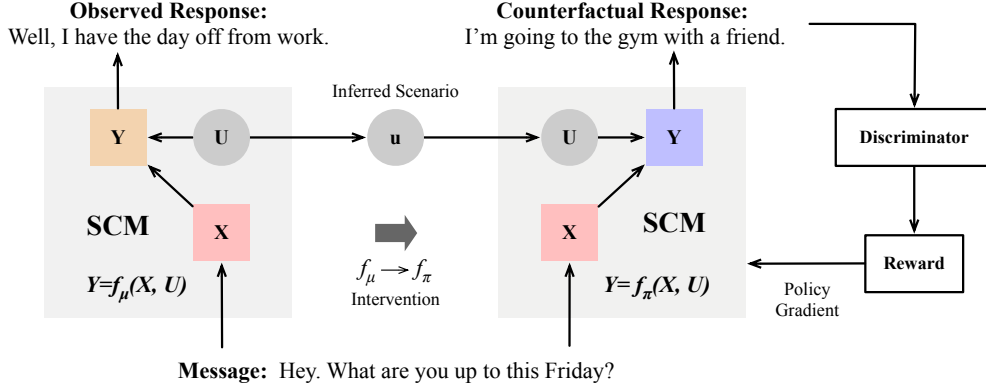 Observed Response:
Well, I have the day off from work.
Counterfactual Response:
I'm going to the gym with a friend.
Inferred Scenario
Y
U
u
U
Y
Discriminator
SCM
X
X
SCM
Reward
fμ → fπ
Intervention
Y=fμ(X, U)
Y= fπ(X, U)
Policy
Gradient
Message: Hey. What are you up to this Friday?